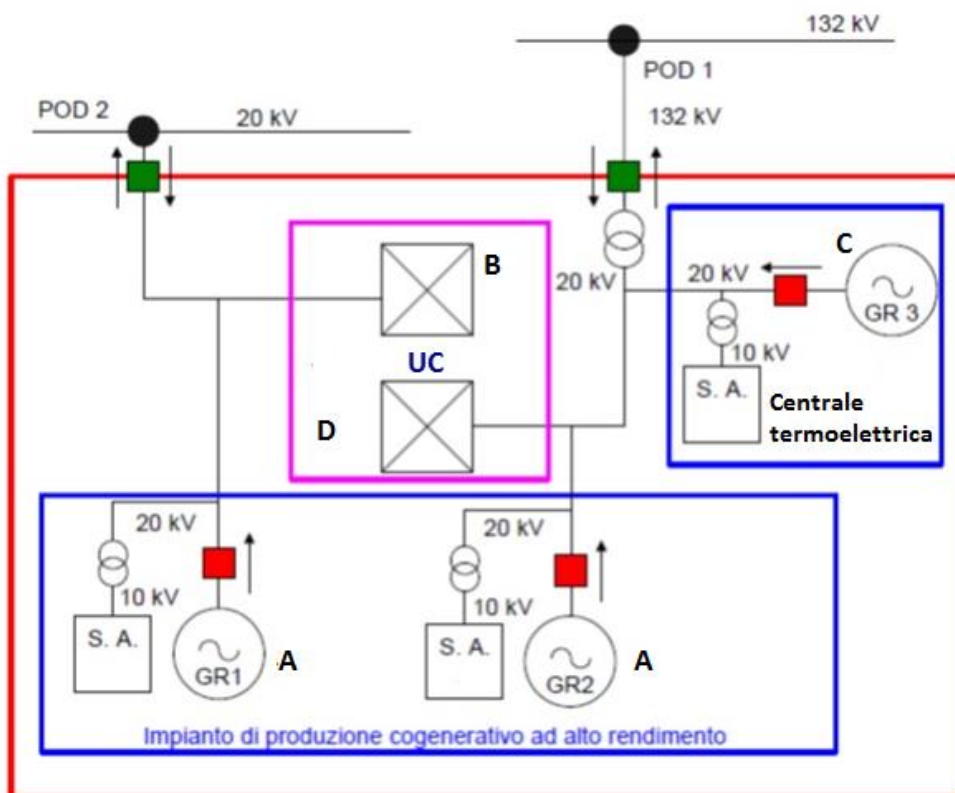 132 kV
POD 1
POD 2
20 kV
132 kV
B
C
20 kV
20 kV
GR 3
UC
10 kV
S. A.
D
Centrale
termoelettrica
20 kV
20 kV
10 kV
10 kV
S. A.
GR1
A
S. A.
GR2
A
Impianto di produzione cogenerativo ad alto rendimento